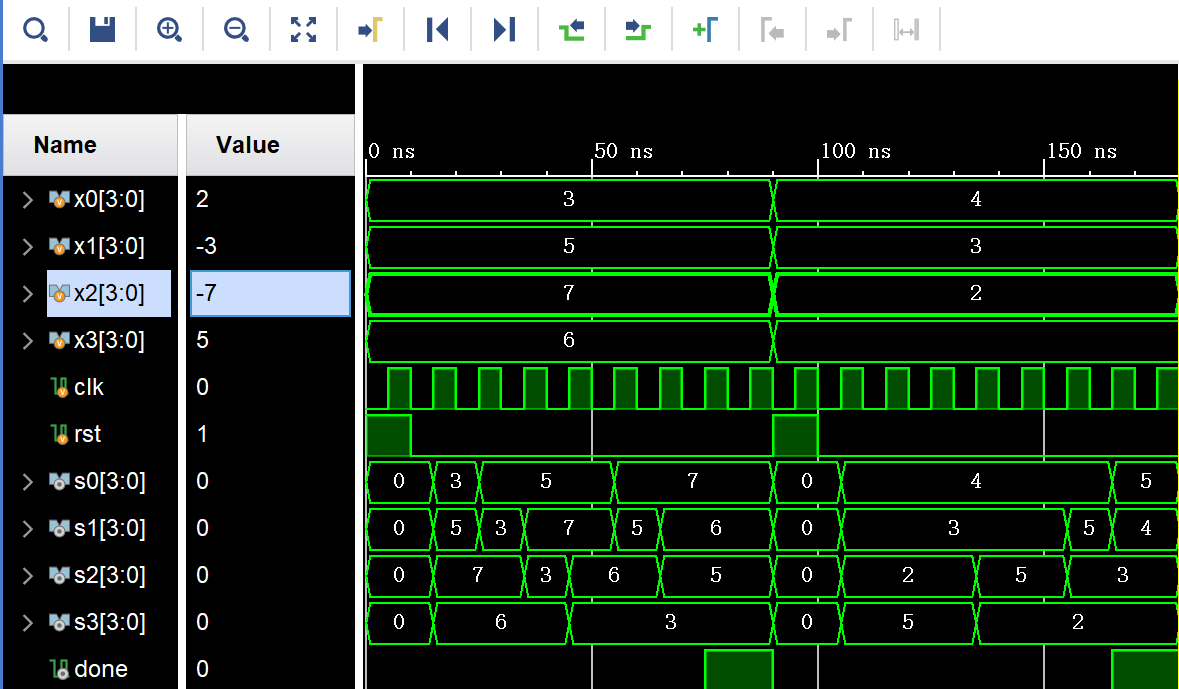 Name Value
0 ns 50 ns 100 ns 150 ns
x0[3:0] 2 3 4
x1[3:0] -3 5 3
x2[3:0] -7 7 2
x3[3:0] 5 6
clk 0
rst 1
s0[3:0] 0 0 3 5 7 0 4 5
s1[3:0] 0 0 5 3 7 5 6 0 3 5 4
s2[3:0] 0 0 7 3 6 5 0 2 5 3
s3[3:0] 0 0 6 3 0 5 2
done 0